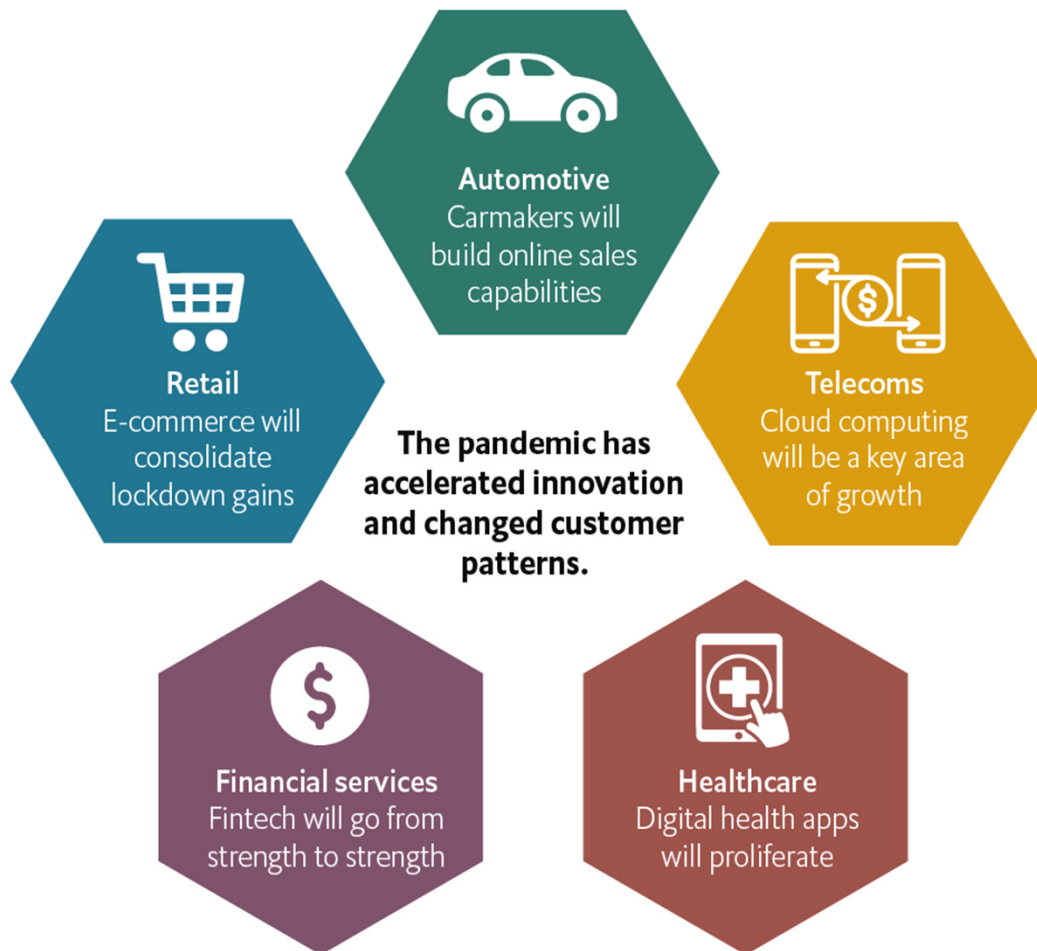 Automotive
Carmakers will
build online sales
capabilities
Retail
E-commerce will
consolidate
lockdown gains
Telecoms
Cloud computing
will be a key area
of growth
The pandemic has
accelerated innovation
and changed customer
patterns.
$
$
Financial services
Fintech will go from
strength to strength
Healthcare
Digital health apps
will proliferate